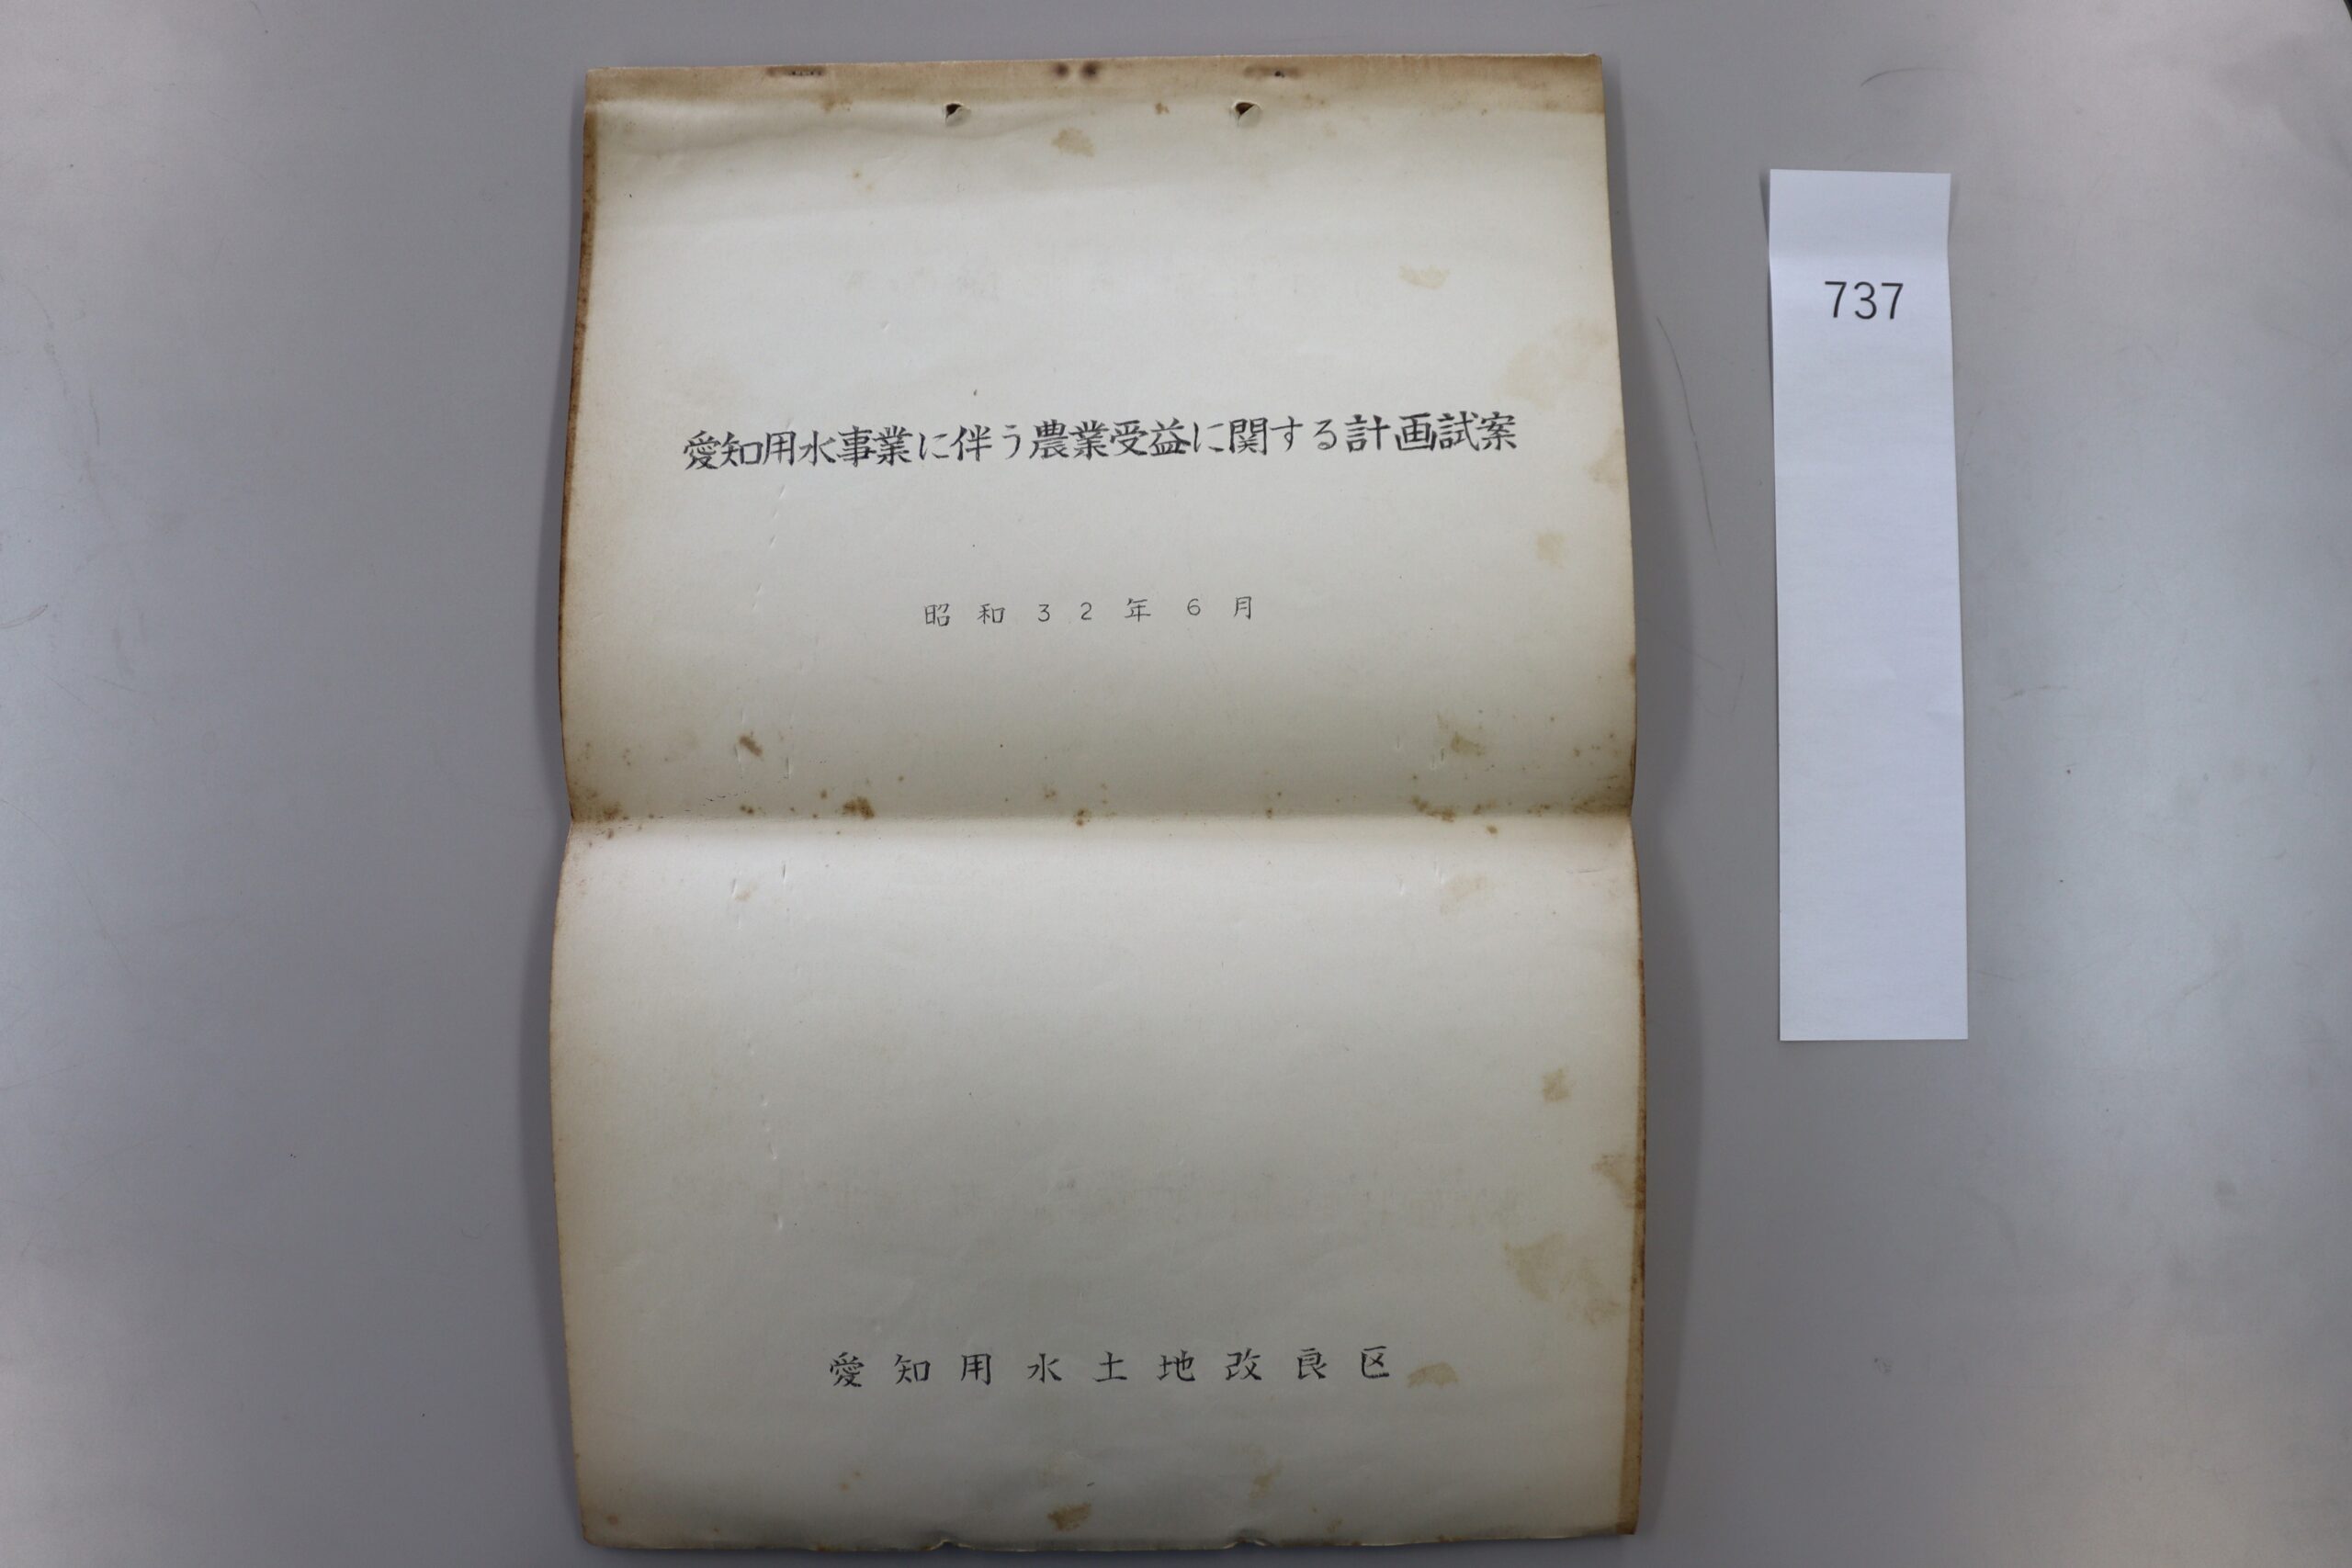 愛知用水事業に伴う農業受益に関する計画試案
昭和32年6月
愛知用水土地改良区
737